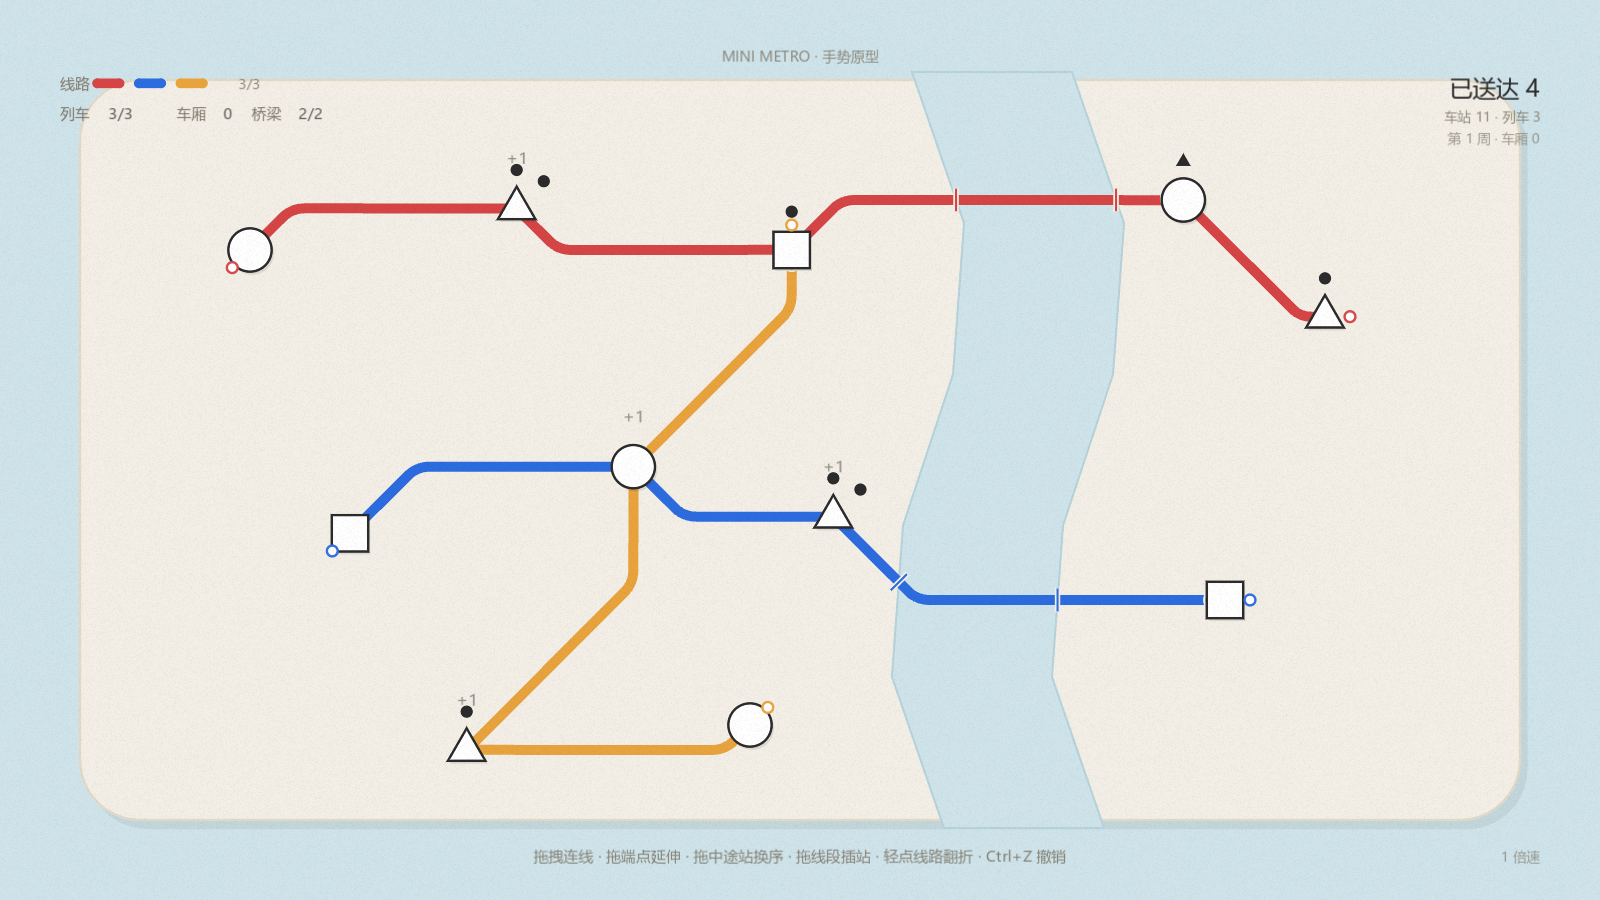 MINI METRO · 手势原型
线路 3/3
列车 3/3 车厢 0 桥梁 2/2
已送达 4
车站 11 · 列车 3
第 1 周 · 车厢 0
+1
+1
+1
+1
拖拽连线 · 拖端点延伸 · 拖中途站换序 · 拖线段插站 · 轻点线路翻折 · Ctrl+Z 撤销
1 倍速